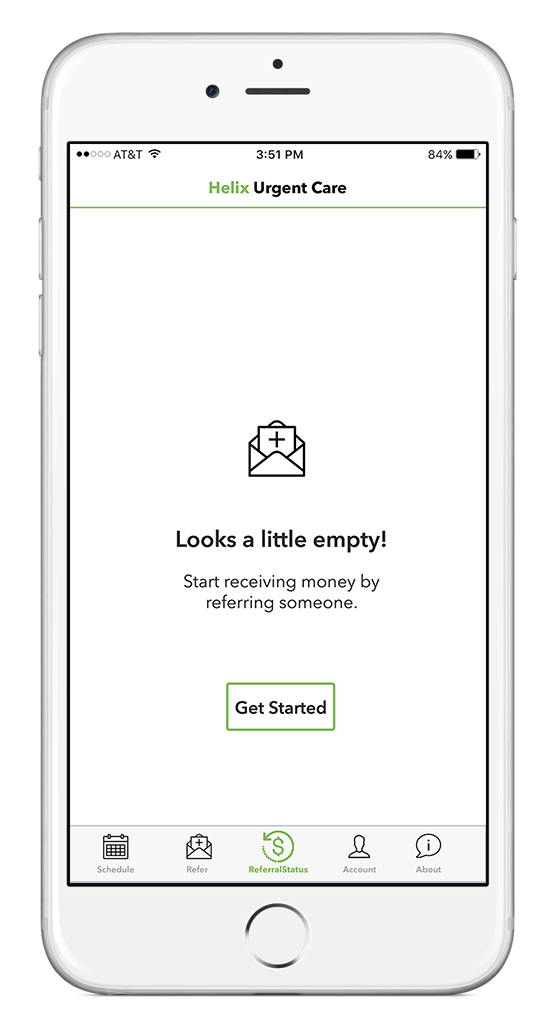 AT&T 3:51 PM 84%
Helix Urgent Care
Looks a little empty!
Start receiving money by
referring someone.
Get Started
Schedule Refer ReferralStatus Account About